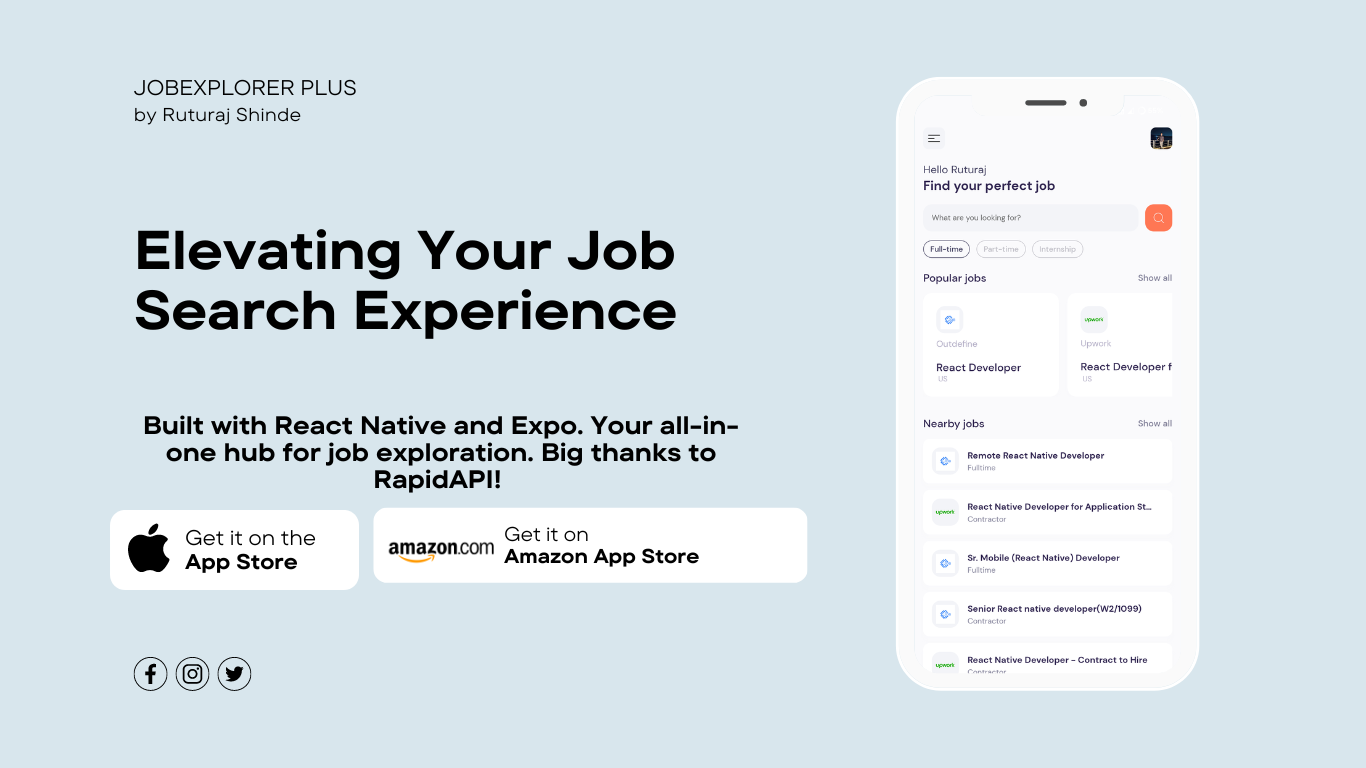 JOBEXPLORER PLUS
by Ruturaj Shinde
Elevating Your Job
Search Experience
Built with React Native and Expo. Your all-in-
one hub for job exploration. Big thanks to
RapidAPI!
Get it on the
App Store
amazon.com
Get it on
Amazon App Store
Hello Ruturaj
Find your perfect job
What are you looking for?
Full-time
Part-time
Internship
Popular jobs
Show all
Outdefine
React Developer
US
upwork
Upwork
React Developer f
US
Nearby jobs
Show all
Remote React Native Developer
Fulltime
upwork
React Native Developer for Application St...
Contractor
Sr. Mobile (React Native) Developer
Fulltime
Senior React native developer(W2/1099)
Contractor
upwork
React Native Developer - Contract to Hire
Contractor